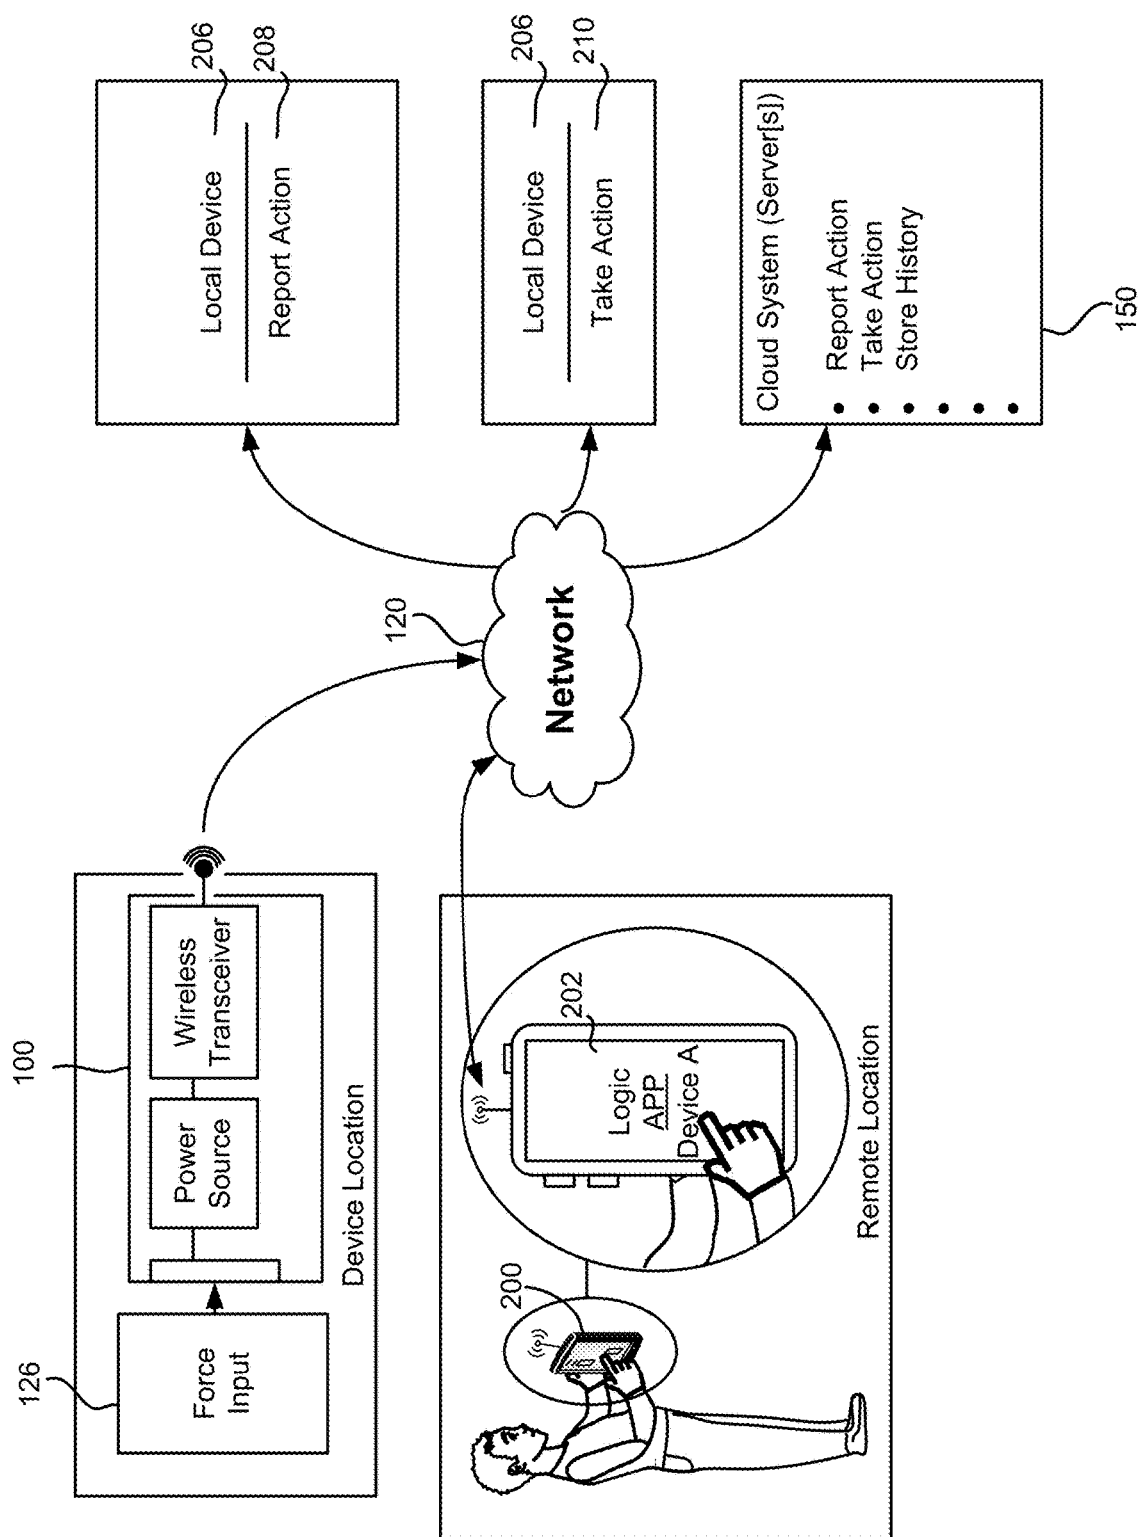 126
Force
Input
100
Power
Source
Wireless
Transceiver
Device Location
120
Network
200
202
Logic
APP
Device A
Remote Location
206
208
Local Device
Report Action
206
210
Local Device
Take Action
Cloud System (Server[s])
• Report Action
• Take Action
• Store History
•
•
•
150